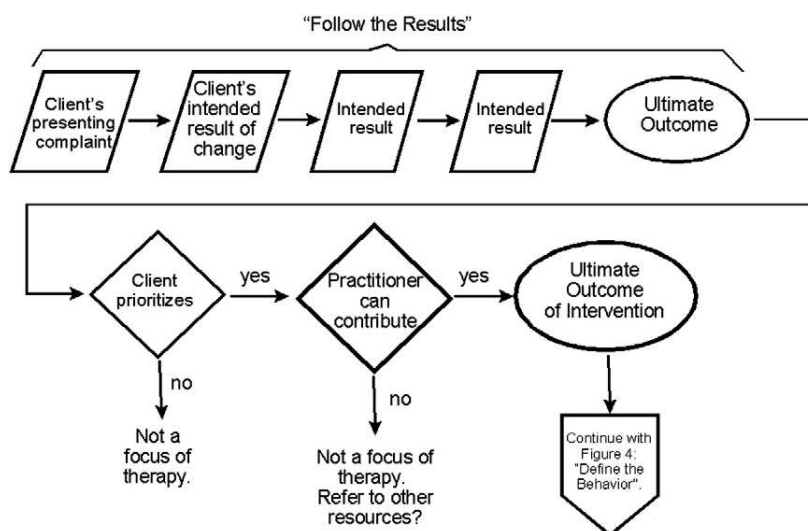 “Follow the Results”
Client's
presenting
complaint
Client's
intended
result of
change
Intended
result
Intended
result
Ultimate
Outcome
Client
prioritizes
yes
Practitioner
can
contribute
yes
Ultimate
Outcome
of Intervention
no
Not a
focus of
therapy.
no
Not a focus of
therapy.
Refer to other
resources?
Continue with
Figure 4:
"Define the
Behavior".